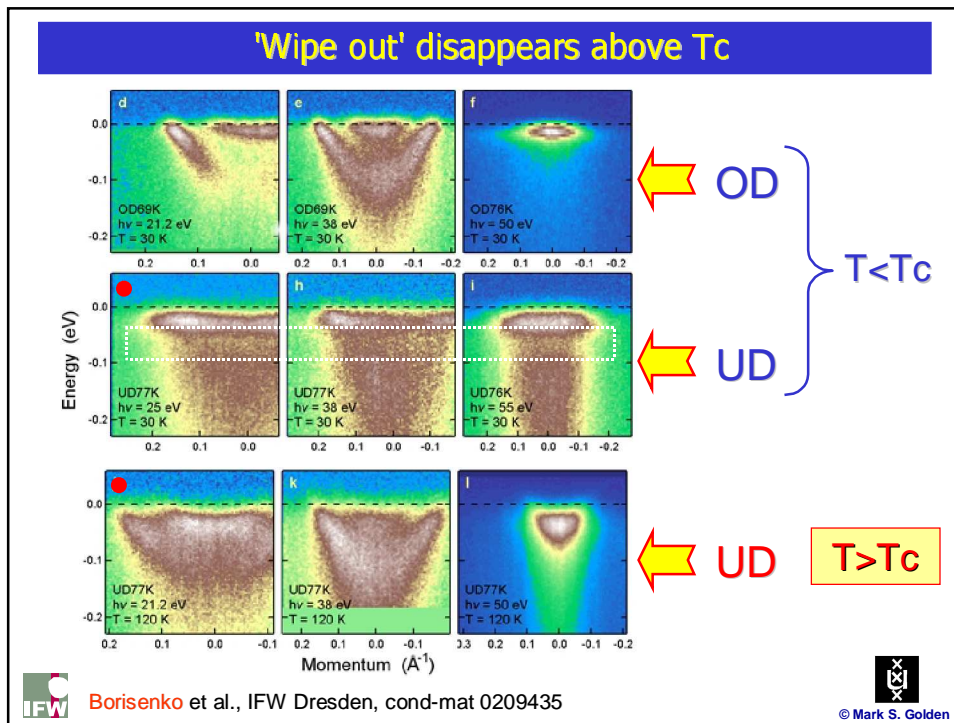 'Wipe out' disappears above Tc
d
e
f
0.0
-0.1
-0.2
OD69K
hν = 21.2 eV
T = 30 K
OD69K
hν = 38 eV
T = 30 K
OD76K
hν = 50 eV
T = 30 K
0.2 0.1 0.0
0.2 0.1 0.0 -0.1 -0.2
0.2 0.1 0.0 -0.1 -0.2
OD
T<Tc
h
i
0.0
-0.1
-0.2
Energy (eV)
UD77K
hν = 25 eV
T = 30 K
UD77K
hν = 38 eV
T = 30 K
UD76K
hν = 55 eV
T = 30 K
0.2 0.1 0.0
0.2 0.1 0.0 -0.1
0.2 0.1 0.0 -0.1 -0.2
UD
k
l
0.0
-0.1
-0.2
UD77K
hν = 21.2 eV
T = 120 K
UD77K
hν = 38 eV
T = 120 K
UD77K
hν = 50 eV
T = 120 K
0.2 0.1 0.0 -0.1
0.2 0.1 0.0 -0.1 -0.2
0.3 0.2 0.1 0.0 -0.1 -0.2
UD
T>Tc
Momentum (Å⁻¹)
IFW
Borisenko et al., IFW Dresden, cond-mat 0209435
© Mark S. Golden